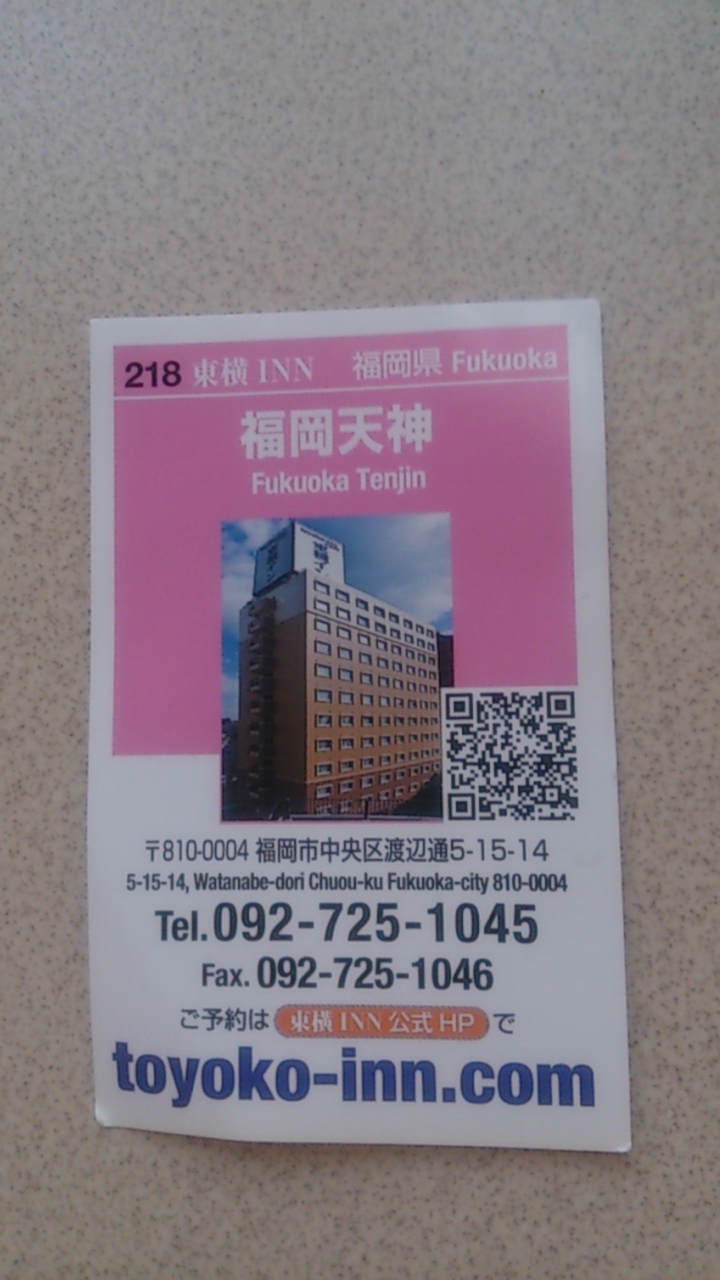 218 東横 INN 福岡県 Fukuoka
福岡天神
Fukuoka Tenjin
〒810-0004 福岡市中央区渡辺通5-15-14
5-15-14, Watanabe-dori Chuou-ku Fukuoka-city 810-0004
Tel.092-725-1045
Fax. 092-725-1046
ご予約は 東横 INN 公式 HP で
toyoko-inn.com